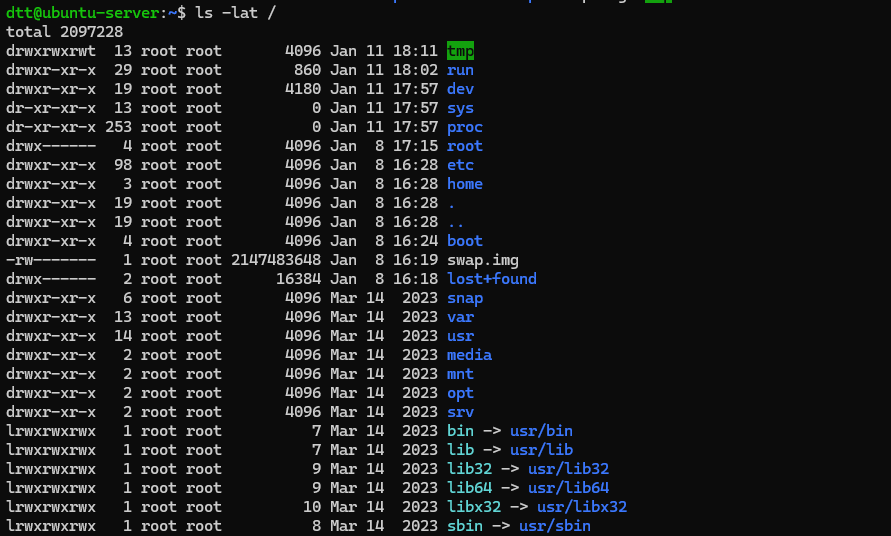 dtt@ubuntu-server:~$ ls -lat /
total 2097228
drwxrwxrwt  13 root root       4096 Jan 11 18:11 tmp
drwxr-xr-x  29 root root        860 Jan 11 18:02 run
drwxr-xr-x  19 root root       4180 Jan 11 17:57 dev
dr-xr-xr-x  13 root root          0 Jan 11 17:57 sys
dr-xr-xr-x 253 root root          0 Jan 11 17:57 proc
drwx------   4 root root       4096 Jan  8 17:15 root
drwxr-xr-x  98 root root       4096 Jan  8 16:28 etc
drwxr-xr-x   3 root root       4096 Jan  8 16:28 home
drwxr-xr-x  19 root root       4096 Jan  8 16:28 .
drwxr-xr-x  19 root root       4096 Jan  8 16:28 ..
drwxr-xr-x   4 root root       4096 Jan  8 16:24 boot
-rw-------   1 root root 2147483648 Jan  8 16:19 swap.img
drwx------   2 root root      16384 Jan  8 16:18 lost+found
drwxr-xr-x   6 root root       4096 Mar 14  2023 snap
drwxr-xr-x  13 root root       4096 Mar 14  2023 var
drwxr-xr-x  14 root root       4096 Mar 14  2023 usr
drwxr-xr-x   2 root root       4096 Mar 14  2023 media
drwxr-xr-x   2 root root       4096 Mar 14  2023 mnt
drwxr-xr-x   2 root root       4096 Mar 14  2023 opt
drwxr-xr-x   2 root root       4096 Mar 14  2023 srv
lrwxrwxrwx   1 root root          7 Mar 14  2023 bin -> usr/bin
lrwxrwxrwx   1 root root          7 Mar 14  2023 lib -> usr/lib
lrwxrwxrwx   1 root root          9 Mar 14  2023 lib32 -> usr/lib32
lrwxrwxrwx   1 root root          9 Mar 14  2023 lib64 -> usr/lib64
lrwxrwxrwx   1 root root         10 Mar 14  2023 libx32 -> usr/libx32
lrwxrwxrwx   1 root root          8 Mar 14  2023 sbin -> usr/sbin